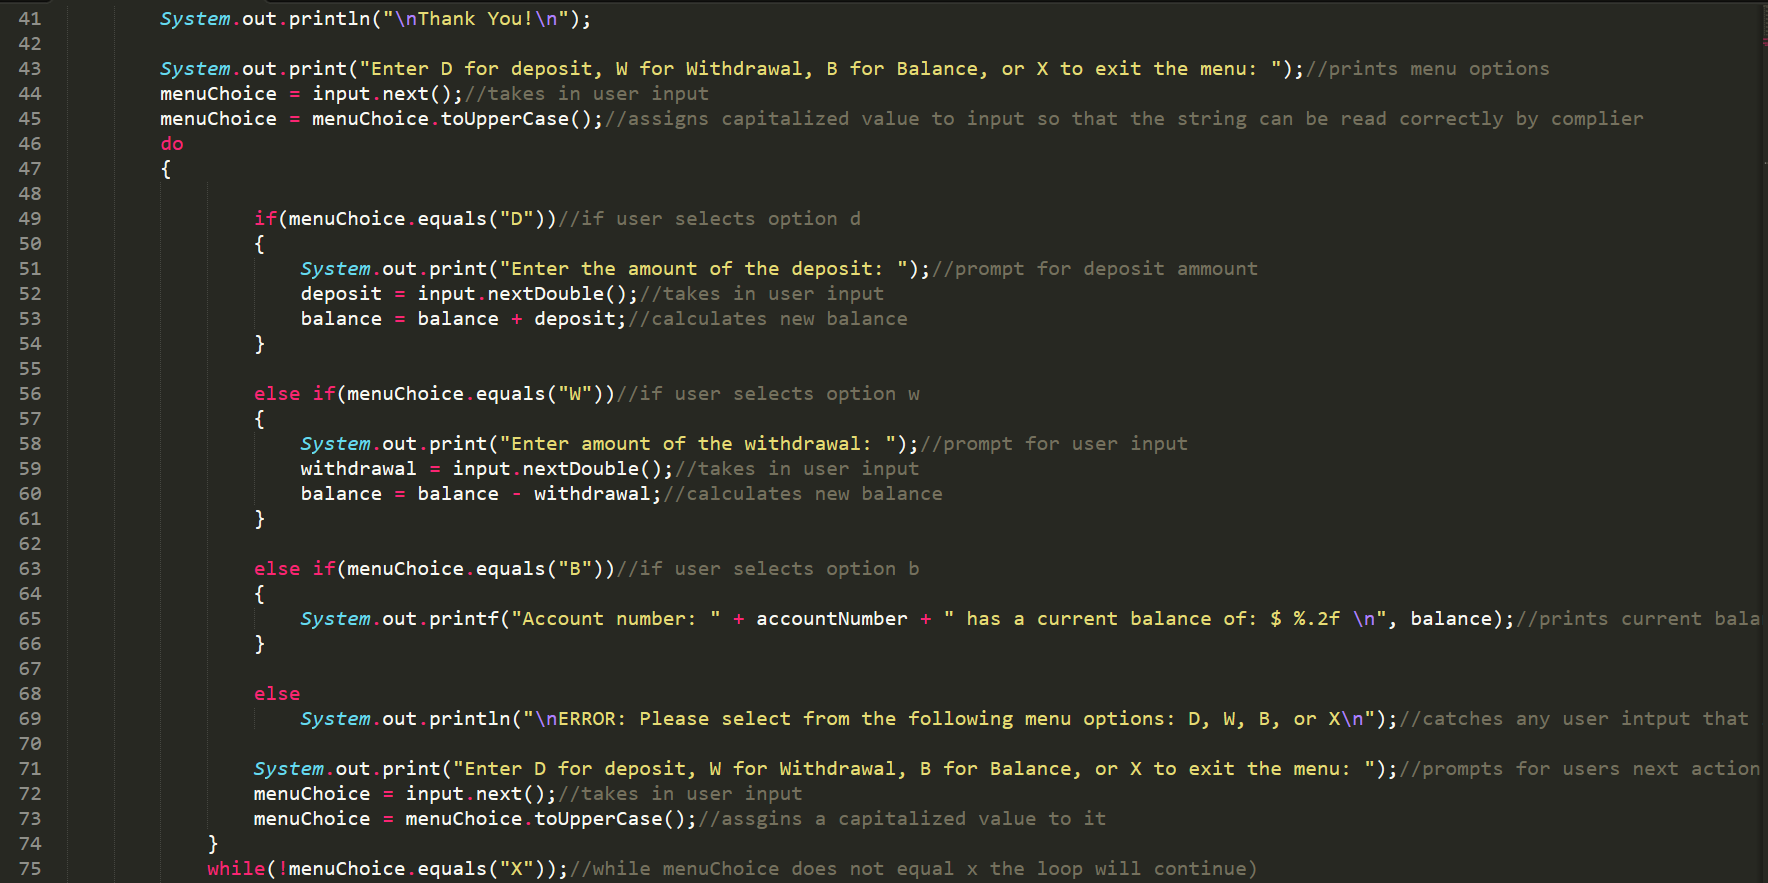 41 System.out.println("\nThank You!\n");
42
43 System.out.print("Enter D for deposit, W for Withdrawal, B for Balance, or X to exit the menu: ");//prints menu options
44 menuChoice = input.next();//takes in user input
45 menuChoice = menuChoice.toUpperCase();//assigns capitalized value to input so that the string can be read correctly by complier
46 do
47 {
48
49 if(menuChoice.equals("D"))//if user selects option d
50 {
51 System.out.print("Enter the amount of the deposit: ");//prompt for deposit ammount
52 deposit = input.nextDouble();//takes in user input
53 balance = balance + deposit;//calculates new balance
54 }
55
56 else if(menuChoice.equals("W"))//if user selects option w
57 {
58 System.out.print("Enter amount of the withdrawal: ");//prompt for user input
59 withdrawal = input.nextDouble();//takes in user input
60 balance = balance - withdrawal;//calculates new balance
61 }
62
63 else if(menuChoice.equals("B"))//if user selects option b
64 {
65 System.out.printf("Account number: " + accountNumber + " has a current balance of: $ %.2f \n", balance);//prints current bala
66 }
67
68 else
69 System.out.println("\nERROR: Please select from the following menu options: D, W, B, or X\n");//catches any user intput that
70
71 System.out.print("Enter D for deposit, W for Withdrawal, B for Balance, or X to exit the menu: ");//prompts for users next action
72 menuChoice = input.next();//takes in user input
73 menuChoice = menuChoice.toUpperCase();//assgins a capitalized value to it
74 }
75 while(!menuChoice.equals("X"));//while menuChoice does not equal x the loop will continue)